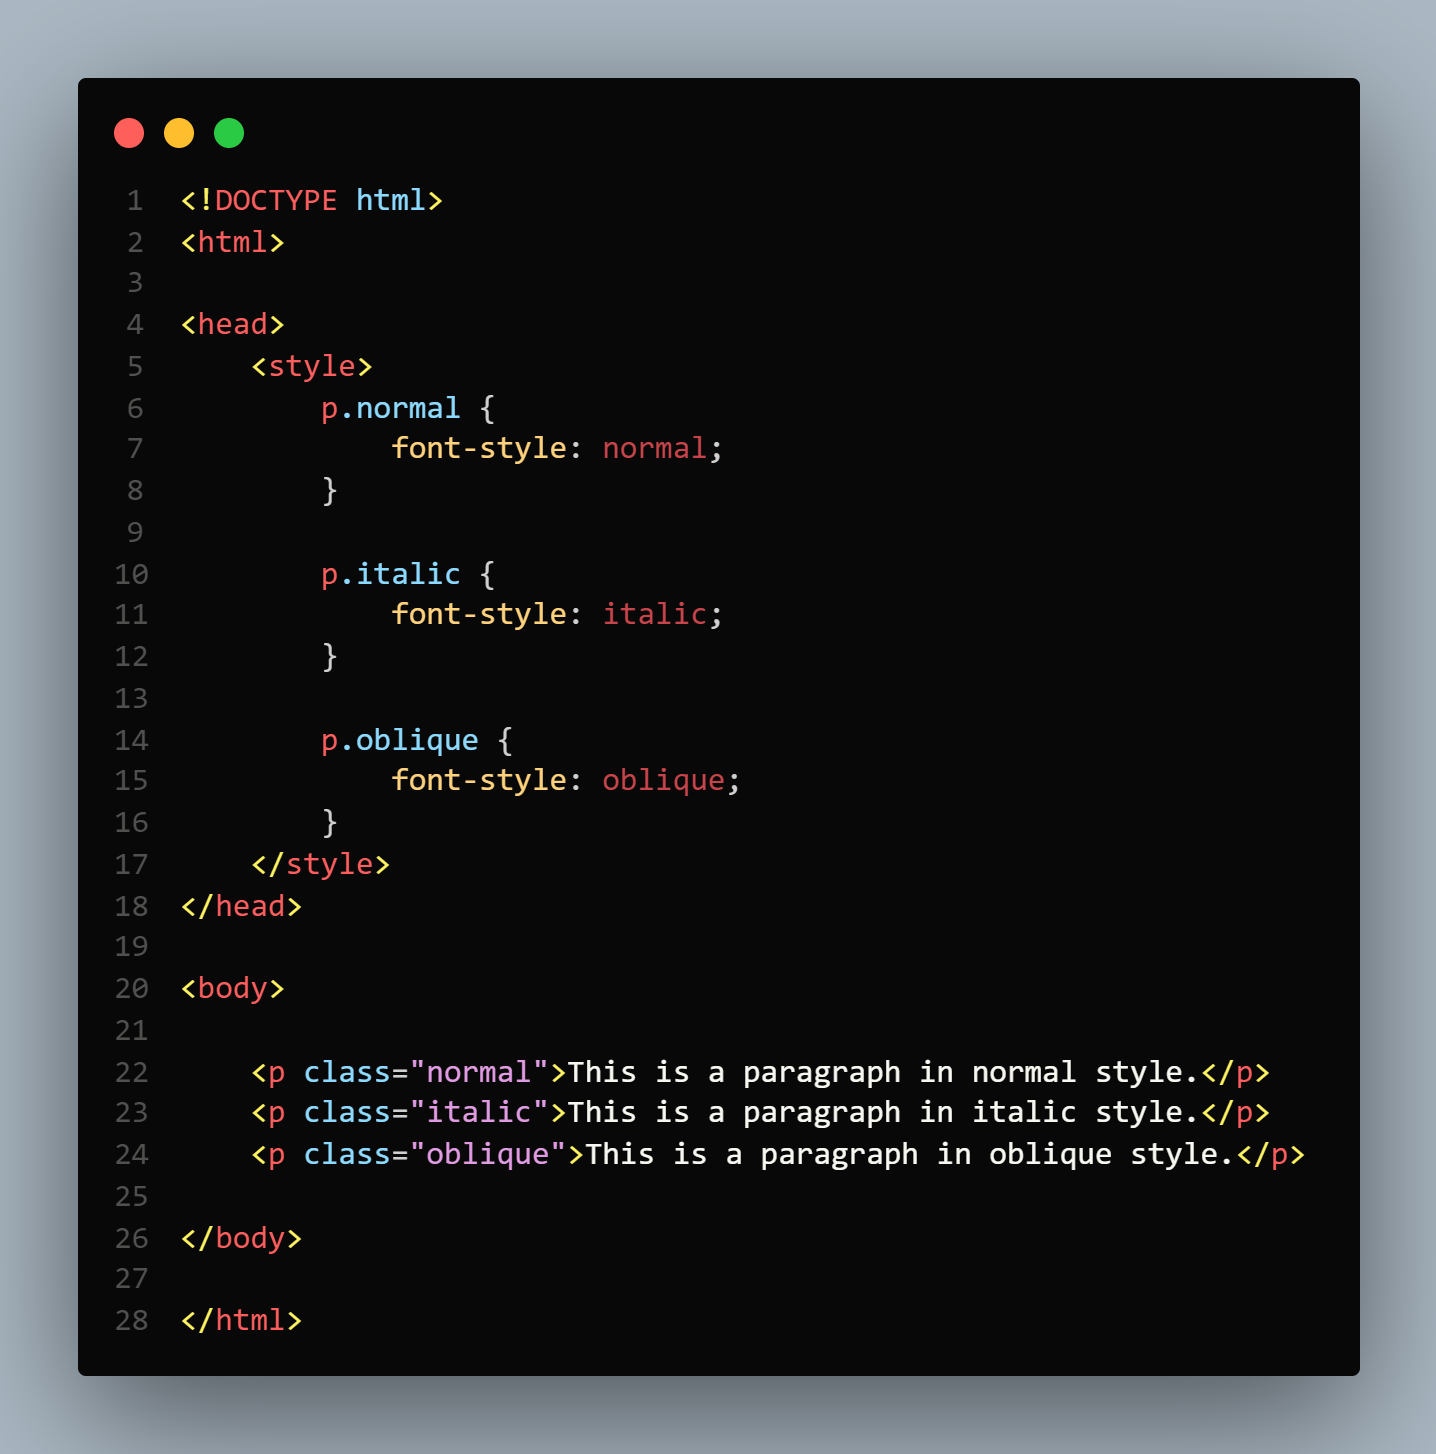 1 <!DOCTYPE html>
2 <html>
3
4 <head>
5     <style>
6         p.normal {
7             font-style: normal;
8         }
9
10         p.italic {
11             font-style: italic;
12         }
13
14         p.oblique {
15             font-style: oblique;
16         }
17     </style>
18 </head>
19
20 <body>
21
22     <p class="normal">This is a paragraph in normal style.</p>
23     <p class="italic">This is a paragraph in italic style.</p>
24     <p class="oblique">This is a paragraph in oblique style.</p>
25
26 </body>
27
28 </html>